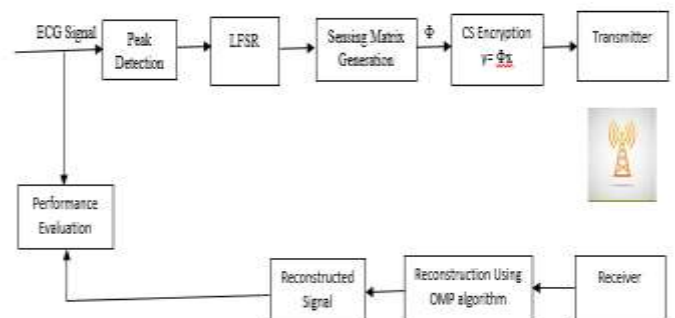 ECG Signal
Peak
Detection
LFSR
Sensing Matrix
Generation
Φ
CS Encryption
y= Φx
Transmitter
Performance
Evaluation
Reconstructed
Signal
Reconstruction Using
OMP algorithm
Receiver